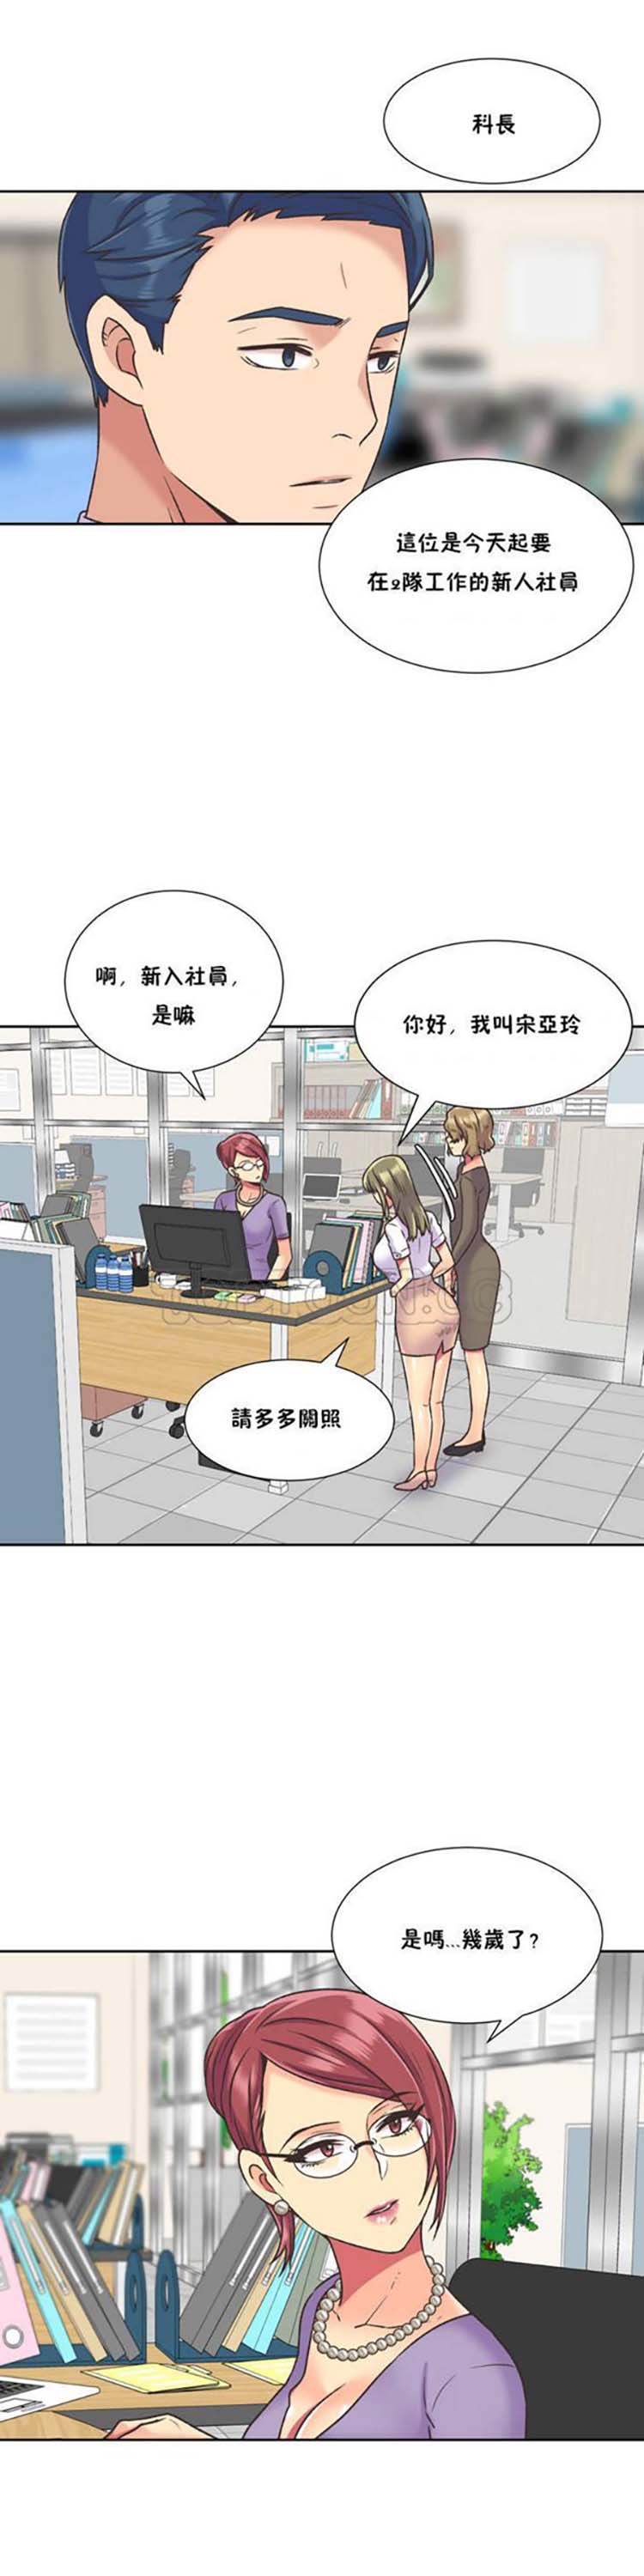 科長
這位是今天起要
在2隊工作的新人社員
啊，新入社員，
是嘛
你好，我叫宋亞玲
請多多關照
是嗎...幾歲了?